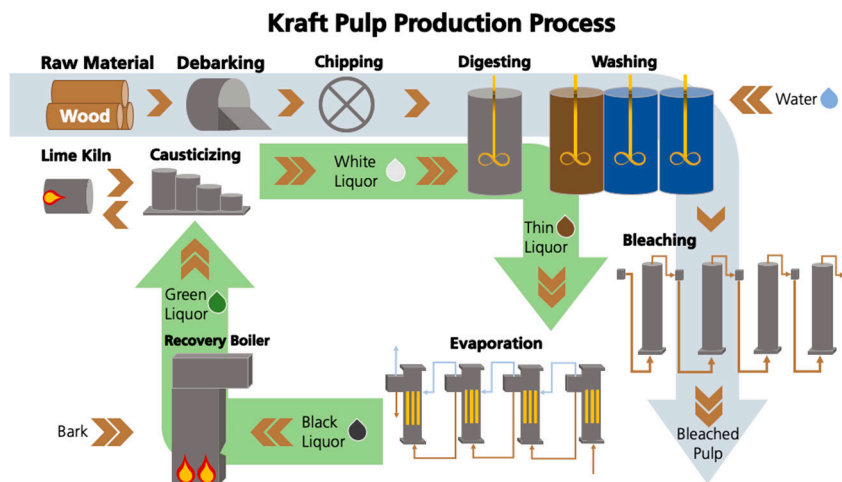 Kraft Pulp Production Process
Raw Material
Debarking
Chipping
Digesting
Washing
Wood
Water
Lime Kiln
Causticizing
White
Liquor
Thin
Liquor
Bleaching
Green
Liquor
Recovery Boiler
Evaporation
Bark
Black
Liquor
Bleached
Pulp